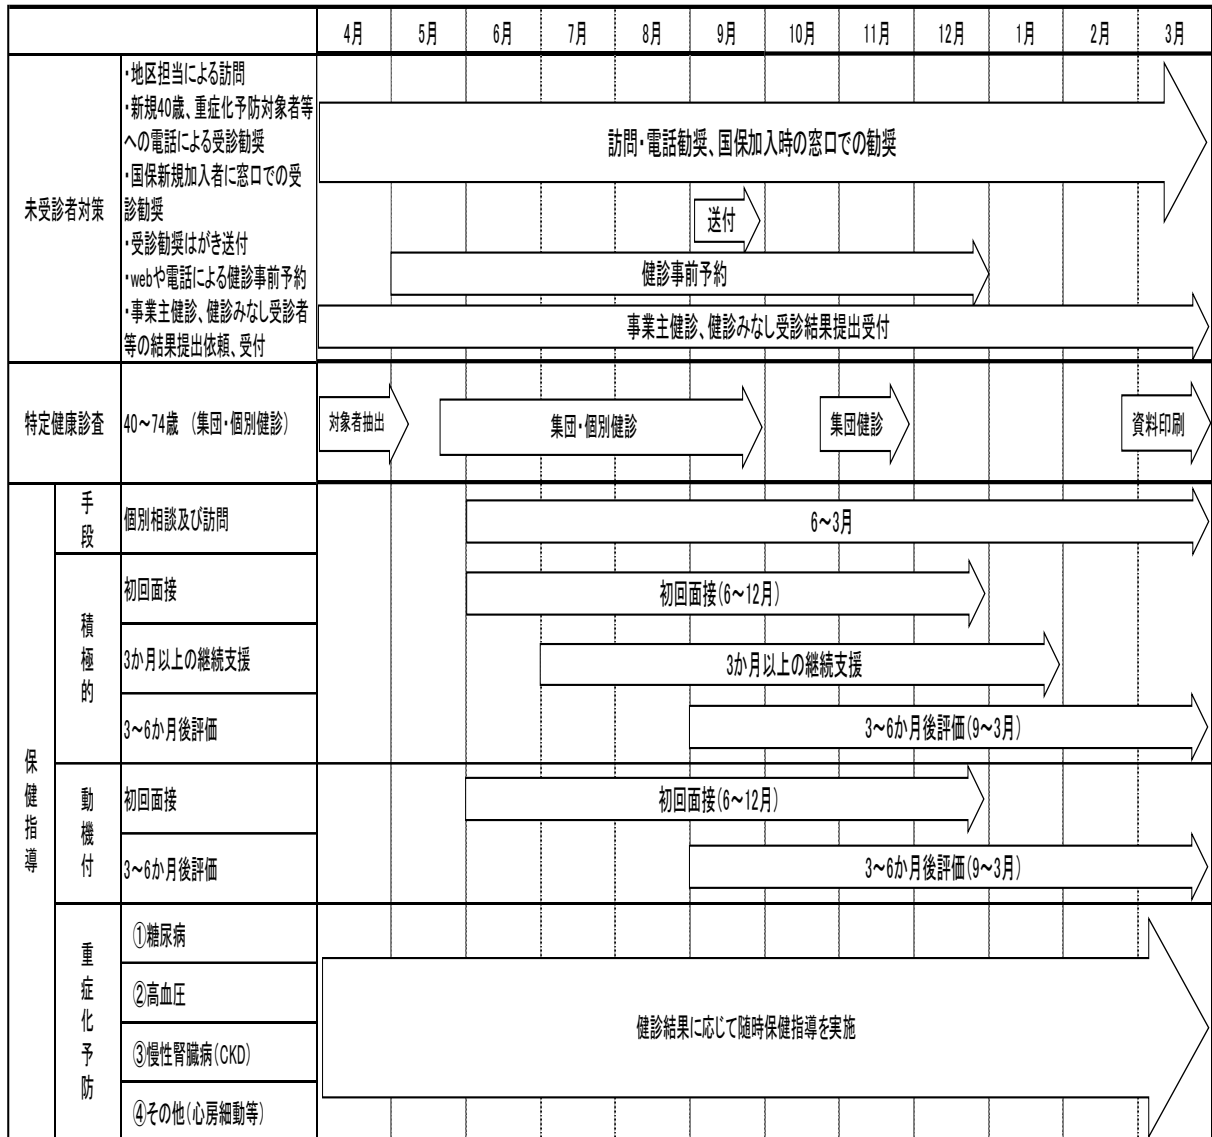 4月 5月 6月 7月 8月 9月 10月 11月 12月 1月 2月 3月
未受診者対策
・地区担当による訪問
・新規40歳、重症化予防対象者等
への電話による受診勧奨
・国保新規加入者に窓口での受
診勧奨
・受診勧奨はがき送付
・webや電話による健診事前予約
・事業主健診、健診みなし受診者
等の結果提出依頼、受付
訪問・電話勧奨、国保加入時の窓口での勧奨
送付
健診事前予約
事業主健診、健診みなし受診結果提出受付
特定健康診査
40～74歳 （集団・個別健診）
対象者抽出
集団・個別健診
集団健診
資料印刷
保健指導
手段
個別相談及び訪問
6～3月
積極的
初回面接
初回面接（6～12月）
3か月以上の継続支援
3か月以上の継続支援
3～6か月後評価
3～6か月後評価（9～3月）
動機付
初回面接
初回面接（6～12月）
3～6か月後評価
3～6か月後評価（9～3月）
重症化予防
①糖尿病
②高血圧
③慢性腎臓病（CKD）
④その他（心房細動等）
健診結果に応じて随時保健指導を実施